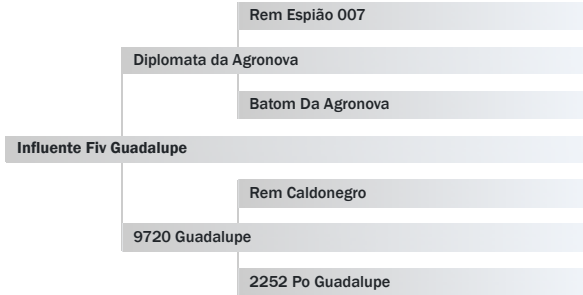 Rem Espião 007
Diplomata da Agronova
Batom Da Agronova
Influente Fiv Guadalupe
Rem Caldonegro
9720 Guadalupe
2252 Po Guadalupe